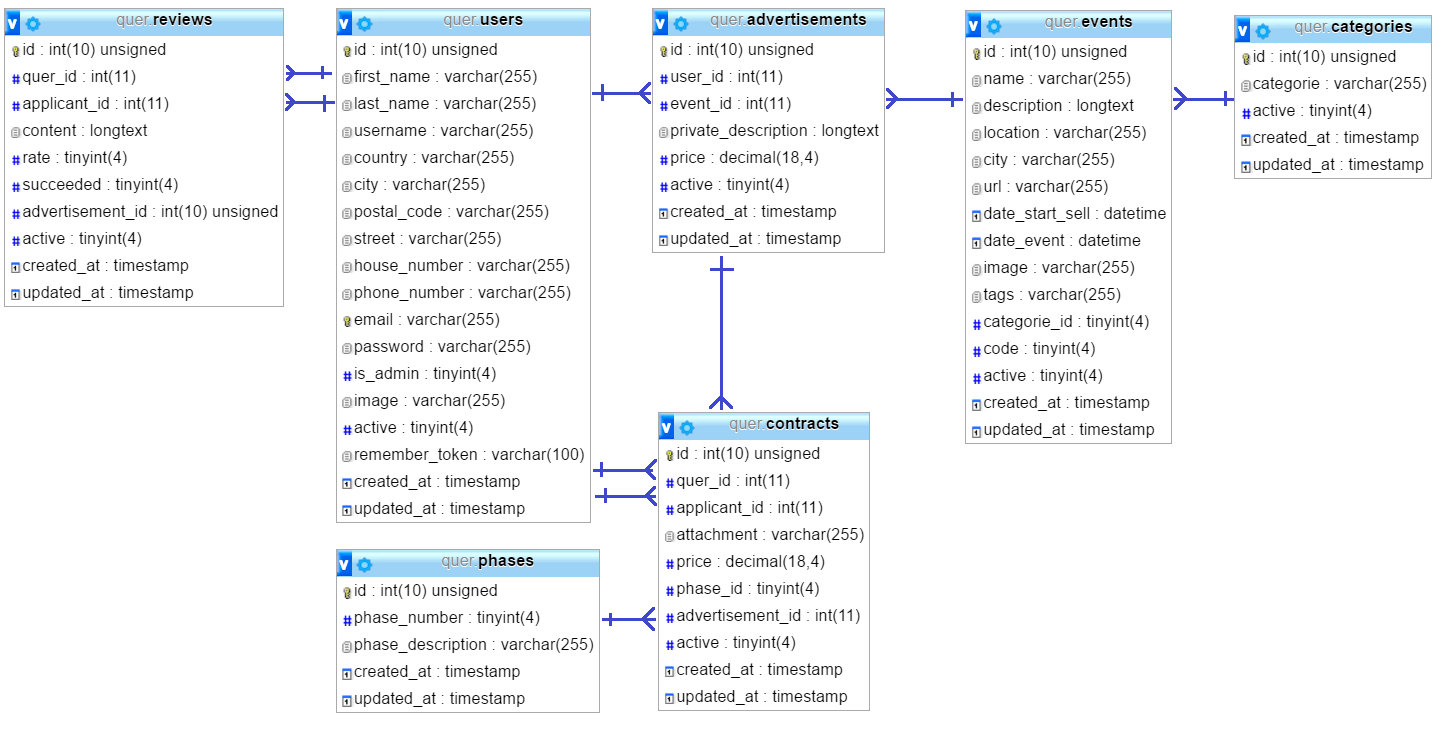 quer.reviews
id : int(10) unsigned
quer_id : int(11)
applicant_id : int(11)
content : longtext
rate : tinyint(4)
succeeded : tinyint(4)
advertisement_id : int(10) unsigned
active : tinyint(4)
created_at : timestamp
updated_at : timestamp
quer.users
id : int(10) unsigned
first_name : varchar(255)
last_name : varchar(255)
username : varchar(255)
country : varchar(255)
city : varchar(255)
postal_code : varchar(255)
street : varchar(255)
house_number : varchar(255)
phone_number : varchar(255)
email : varchar(255)
password : varchar(255)
is_admin : tinyint(4)
image : varchar(255)
active : tinyint(4)
remember_token : varchar(100)
created_at : timestamp
updated_at : timestamp
quer.advertisements
id : int(10) unsigned
user_id : int(11)
event_id : int(11)
private_description : longtext
price : decimal(18,4)
active : tinyint(4)
created_at : timestamp
updated_at : timestamp
quer.events
id : int(10) unsigned
name : varchar(255)
description : longtext
location : varchar(255)
city : varchar(255)
url : varchar(255)
date_start_sell : datetime
date_event : datetime
image : varchar(255)
tags : varchar(255)
categorie_id : tinyint(4)
code : tinyint(4)
active : tinyint(4)
created_at : timestamp
updated_at : timestamp
quer.categories
id : int(10) unsigned
categorie : varchar(255)
active : tinyint(4)
created_at : timestamp
updated_at : timestamp
quer.phases
id : int(10) unsigned
phase_number : tinyint(4)
phase_description : varchar(255)
created_at : timestamp
updated_at : timestamp
quer.contracts
id : int(10) unsigned
quer_id : int(11)
applicant_id : int(11)
attachment : varchar(255)
price : decimal(18,4)
phase_id : tinyint(4)
advertisement_id : int(11)
active : tinyint(4)
created_at : timestamp
updated_at : timestamp